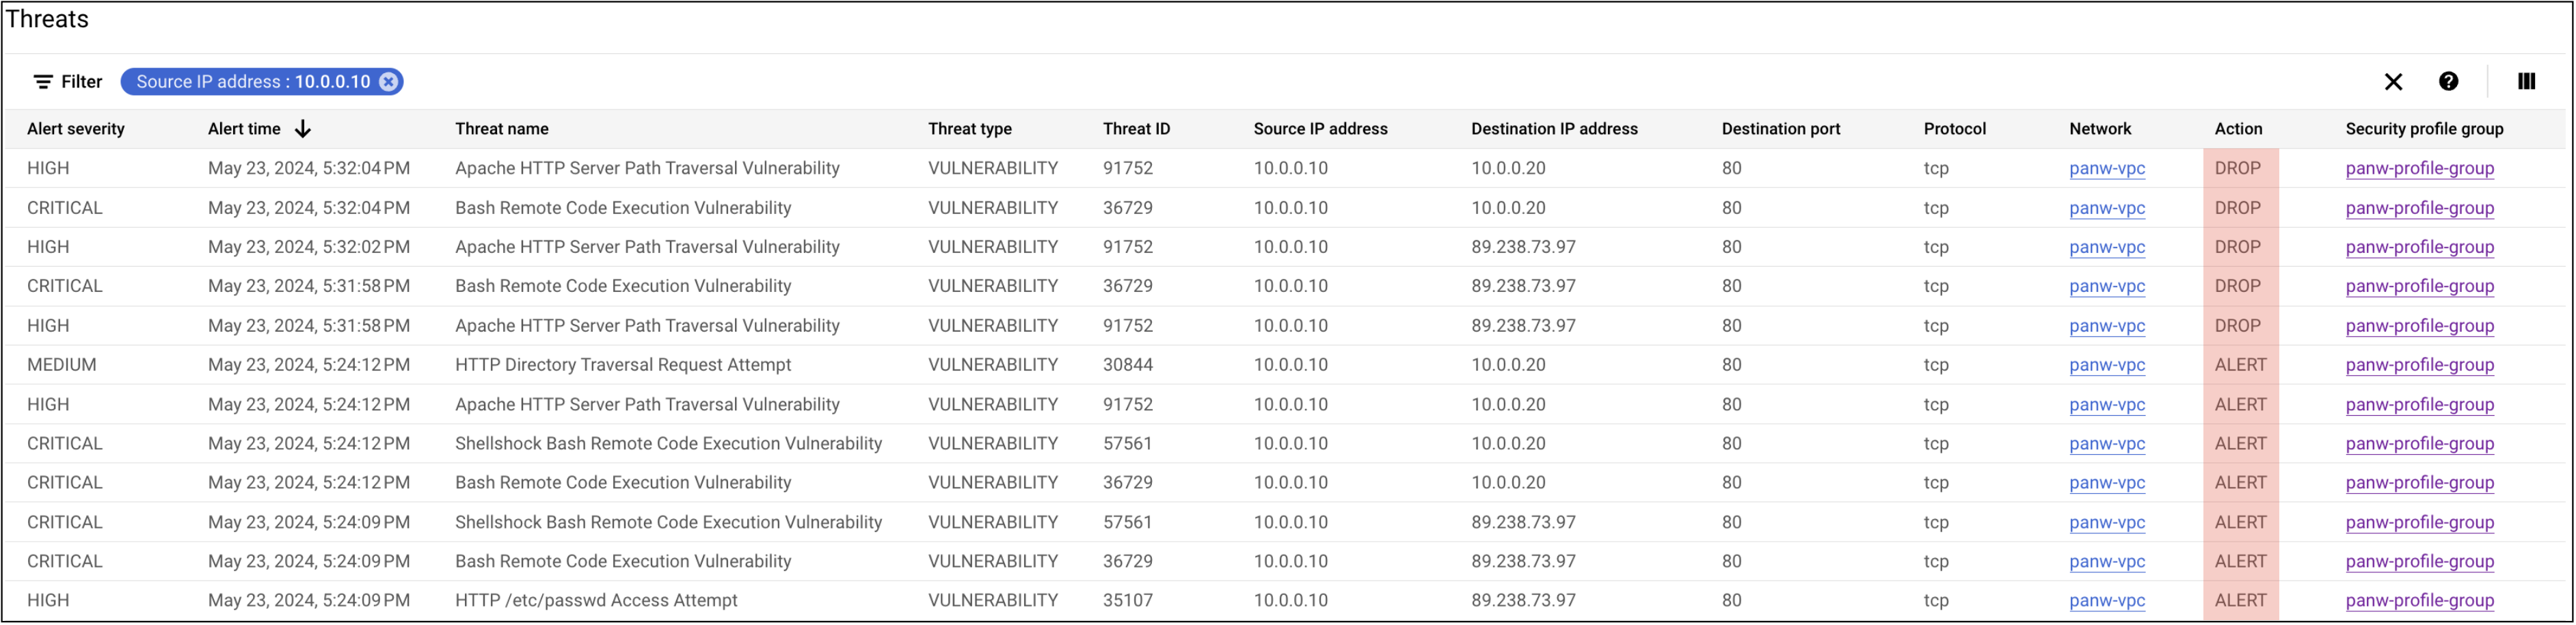 Threats
Filter Source IP address : 10.0.0.10
Alert severity Alert time Threat name Threat type Threat ID Source IP address Destination IP address Destination port Protocol Network Action Security profile group
HIGH May 23, 2024, 5:32:04 PM Apache HTTP Server Path Traversal Vulnerability VULNERABILITY 91752 10.0.0.10 10.0.0.20 80 tcp panw-vpc DROP panw-profile-group
CRITICAL May 23, 2024, 5:32:04 PM Bash Remote Code Execution Vulnerability VULNERABILITY 36729 10.0.0.10 10.0.0.20 80 tcp panw-vpc DROP panw-profile-group
HIGH May 23, 2024, 5:32:02 PM Apache HTTP Server Path Traversal Vulnerability VULNERABILITY 91752 10.0.0.10 89.238.73.97 80 tcp panw-vpc DROP panw-profile-group
CRITICAL May 23, 2024, 5:31:58 PM Bash Remote Code Execution Vulnerability VULNERABILITY 36729 10.0.0.10 89.238.73.97 80 tcp panw-vpc DROP panw-profile-group
HIGH May 23, 2024, 5:31:58 PM Apache HTTP Server Path Traversal Vulnerability VULNERABILITY 91752 10.0.0.10 89.238.73.97 80 tcp panw-vpc DROP panw-profile-group
MEDIUM May 23, 2024, 5:24:12 PM HTTP Directory Traversal Request Attempt VULNERABILITY 30844 10.0.0.10 10.0.0.20 80 tcp panw-vpc ALERT panw-profile-group
HIGH May 23, 2024, 5:24:12 PM Apache HTTP Server Path Traversal Vulnerability VULNERABILITY 91752 10.0.0.10 10.0.0.20 80 tcp panw-vpc ALERT panw-profile-group
CRITICAL May 23, 2024, 5:24:12 PM Shellshock Bash Remote Code Execution Vulnerability VULNERABILITY 57561 10.0.0.10 10.0.0.20 80 tcp panw-vpc ALERT panw-profile-group
CRITICAL May 23, 2024, 5:24:12 PM Bash Remote Code Execution Vulnerability VULNERABILITY 36729 10.0.0.10 10.0.0.20 80 tcp panw-vpc ALERT panw-profile-group
CRITICAL May 23, 2024, 5:24:09 PM Shellshock Bash Remote Code Execution Vulnerability VULNERABILITY 57561 10.0.0.10 89.238.73.97 80 tcp panw-vpc ALERT panw-profile-group
CRITICAL May 23, 2024, 5:24:09 PM Bash Remote Code Execution Vulnerability VULNERABILITY 36729 10.0.0.10 89.238.73.97 80 tcp panw-vpc ALERT panw-profile-group
HIGH May 23, 2024, 5:24:09 PM HTTP /etc/passwd Access Attempt VULNERABILITY 35107 10.0.0.10 89.238.73.97 80 tcp panw-vpc ALERT panw-profile-group